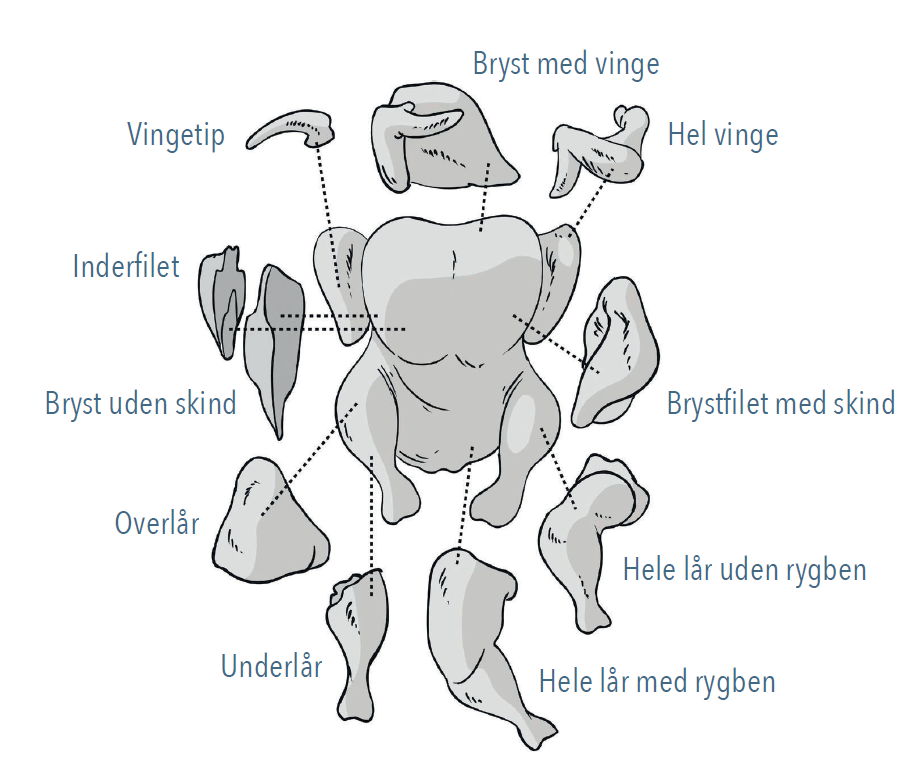 Bryst med vinge
Vingetip
Hel vinge
Inderfilet
Bryst uden skind
Brystfilet med skind
Overlår
Hele lår uden rygben
Underlår
Hele lår med rygben